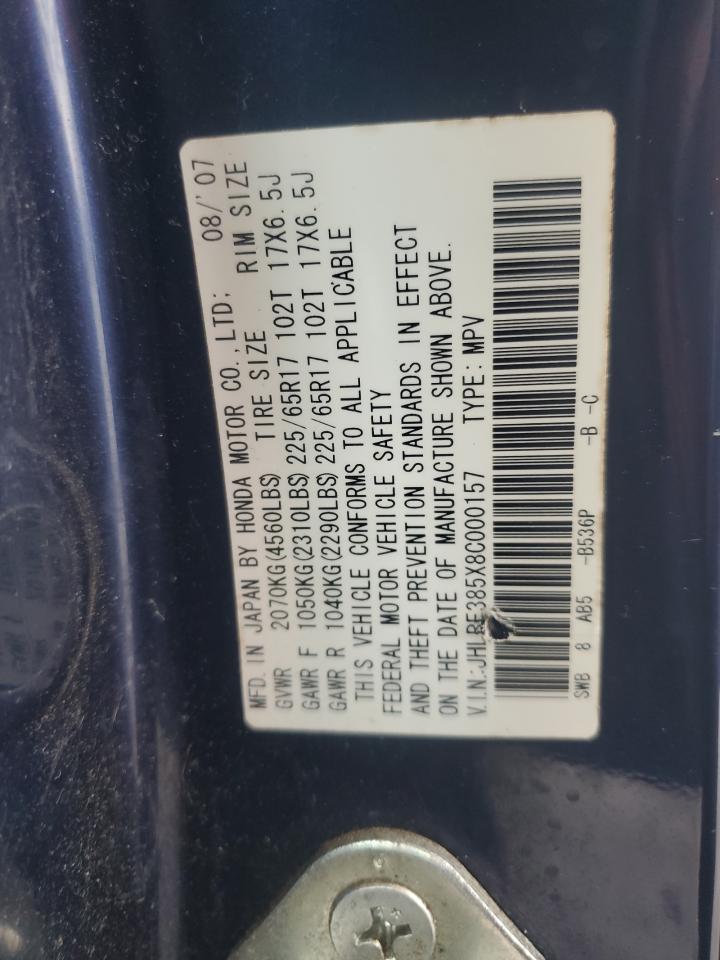 MFD. IN JAPAN BY HONDA MOTOR CO., LTD; 08/'07
GVWR 2070KG(4560LBS) TIRE SIZE RIM SIZE
GAWR F 1050KG(2310LBS)225/65R17 102T 17X6.5J
GAWR R 1040KG(2290LBS)225/65R17 102T 17X6.5J
THIS VEHICLE CONFORMS TO ALL APPLICABLE
FEDERAL MOTOR VEHICLE SAFETY
AND THEFT PREVENTION STANDARDS IN EFFECT
ON THE DATE OF MANUFACTURE SHOWN ABOVE.
V.I.N.:JHLRE385X8C000157 TYPE:MPV
SWB 8 AB5 -B536P -B -C